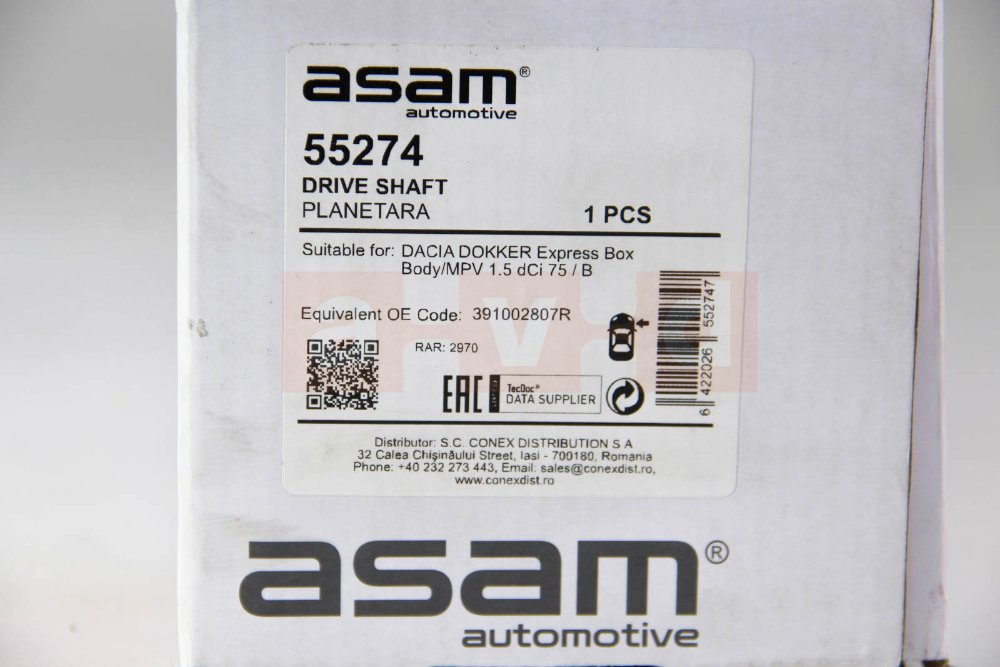 asam®
automotive
55274
DRIVE SHAFT
PLANETARA
1 PCS
Suitable for: DACIA DOKKER Express Box
Body/MPV 1.5 dCi 75 / B
Equivalent OE Code: 391002807R
RAR: 2970
EAC
TecDoc®
DATA SUPPLIER
6 422026 552747
Distributor: S.C. CONEX DISTRIBUTION S A
32 Calea Chişinăului Street, Iasi - 700180, Romania
Phone: +40 232 273 443, Email: sales@conexdist.ro,
www.conexdist.ro
asam®
automotive